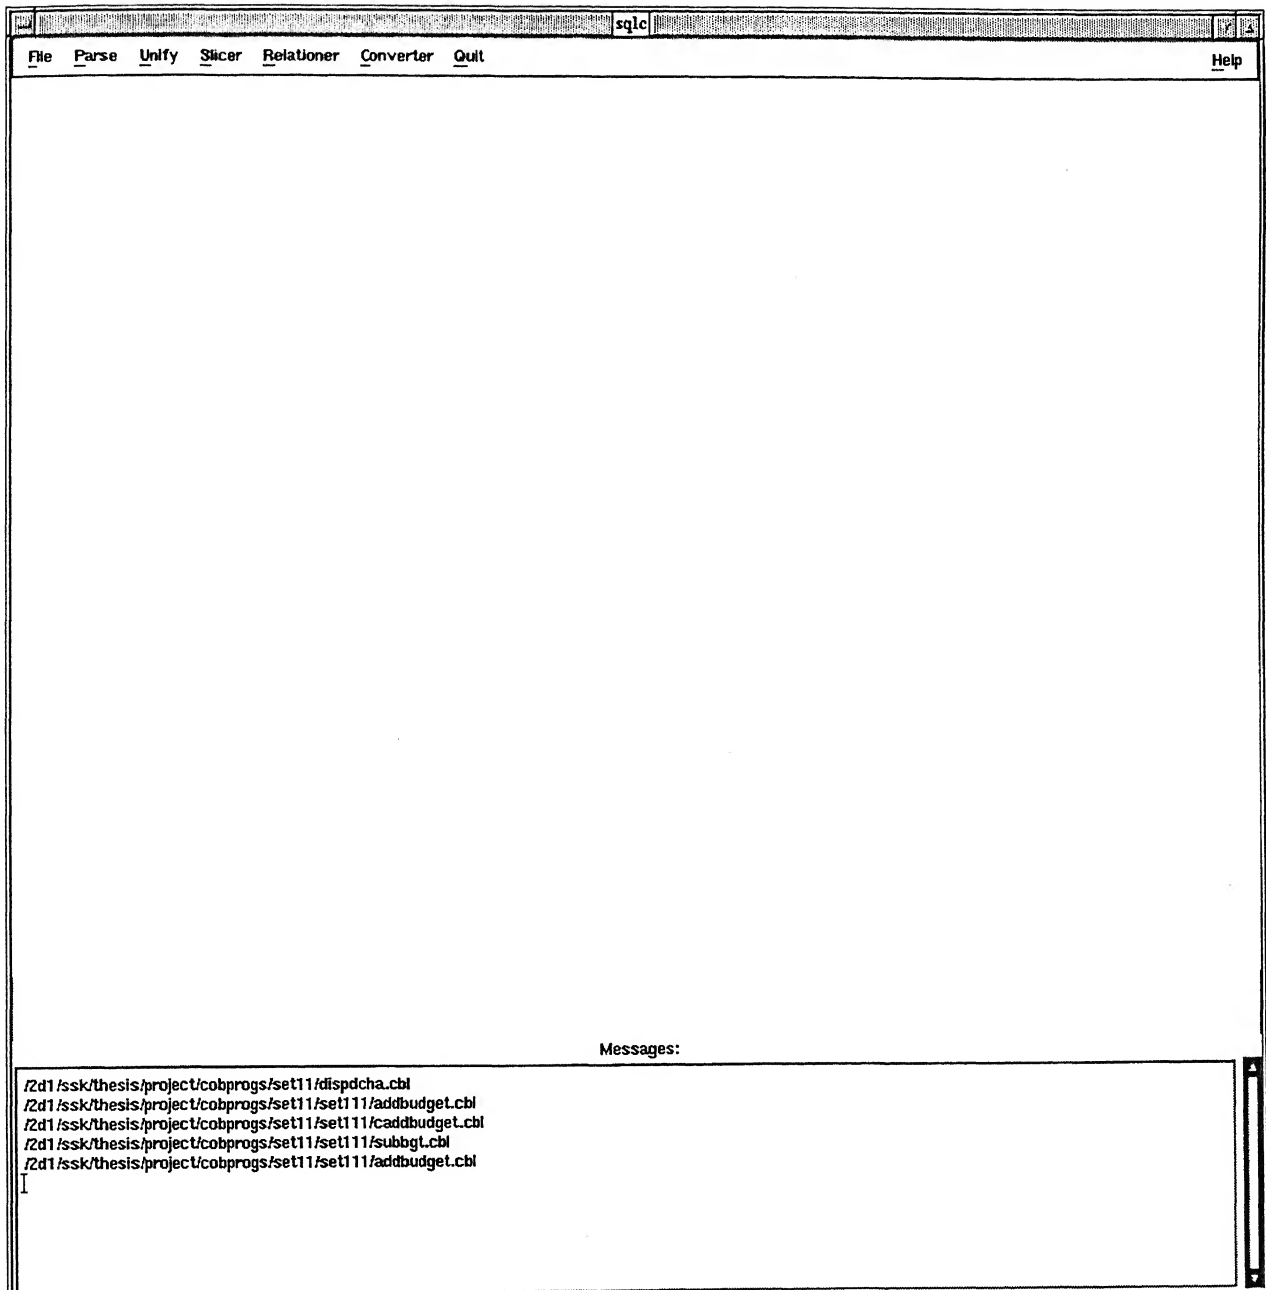 sqlc
File Parse Unify Slicer Relationer Converter Quit Help
Messages:
/2d1/ssk/thesis/project/cobprogs/set11/dispdcha.cbl
/2d1/ssk/thesis/project/cobprogs/set11/set111/addbudget.cbl
/2d1/ssk/thesis/project/cobprogs/set11/set111/caddbudget.cbl
/2d1/ssk/thesis/project/cobprogs/set11/set111/subbgt.cbl
/2d1/ssk/thesis/project/cobprogs/set11/set111/addbudget.cbl